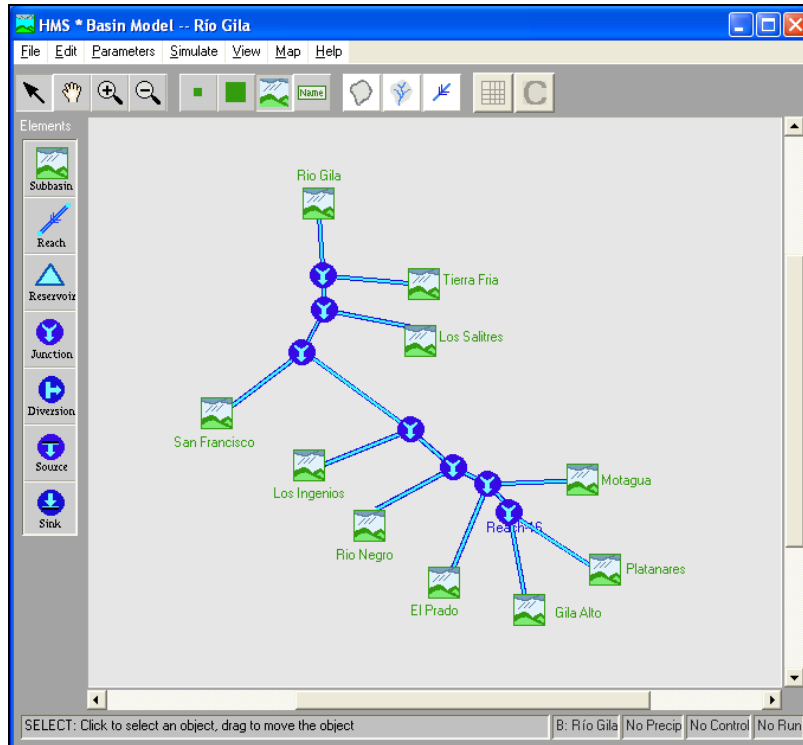 HMS * Basin Model -- Río Gila
File Edit Parameters Simulate View Map Help
Name
C
Elements
Subbasin
Reach
Reservoir
Junction
Diversion
Source
Sink
Rio Gila
Tierra Fria
Los Salitres
San Francisco
Los Ingenios
Rio Negro
Motagua
Reach-16
Platanares
El Prado
Gila Alto
SELECT: Click to select an object, drag to move the object
B: Río Gila
No Precip
No Control
No Run